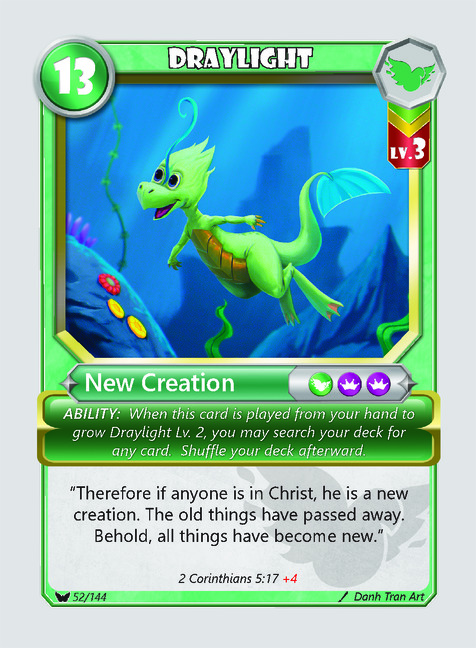 13
DRAYLIGHT
LV.3
New Creation
ABILITY: When this card is played from your hand to
grow Draylight Lv. 2, you may search your deck for
any card. Shuffle your deck afterward.
“Therefore if anyone is in Christ, he is a new
creation. The old things have passed away.
Behold, all things have become new.”
2 Corinthians 5:17 +4
52/144
Danh Tran Art